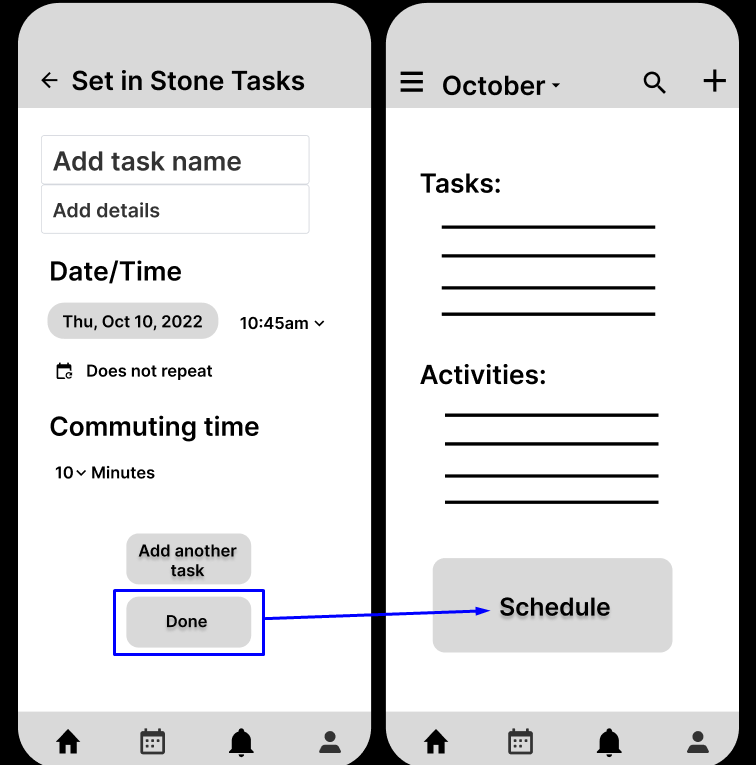 Set in Stone Tasks
Add task name
Add details
Date/Time
Thu, Oct 10, 2022 10:45am
Does not repeat
Commuting time
10 Minutes
Add another
task
Done
October
Tasks:
Activities:
Schedule